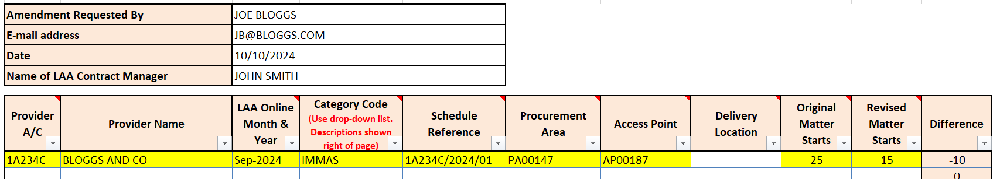 Amendment Requested By JOE BLOGGS
E-mail address JB@BLOGGS.COM
Date 10/10/2024
Name of LAA Contract Manager JOHN SMITH
Provider A/C
Provider Name
LAA Online Month & Year
Category Code
(Use drop-down list. Descriptions shown right of page)
Schedule Reference
Procurement Area
Access Point
Delivery Location
Original Matter Starts
Revised Matter Starts
Difference
1A234C BLOGGS AND CO Sep-2024 IMMAS 1A234C/2024/01 PA00147 AP00187 25 15 -10
0